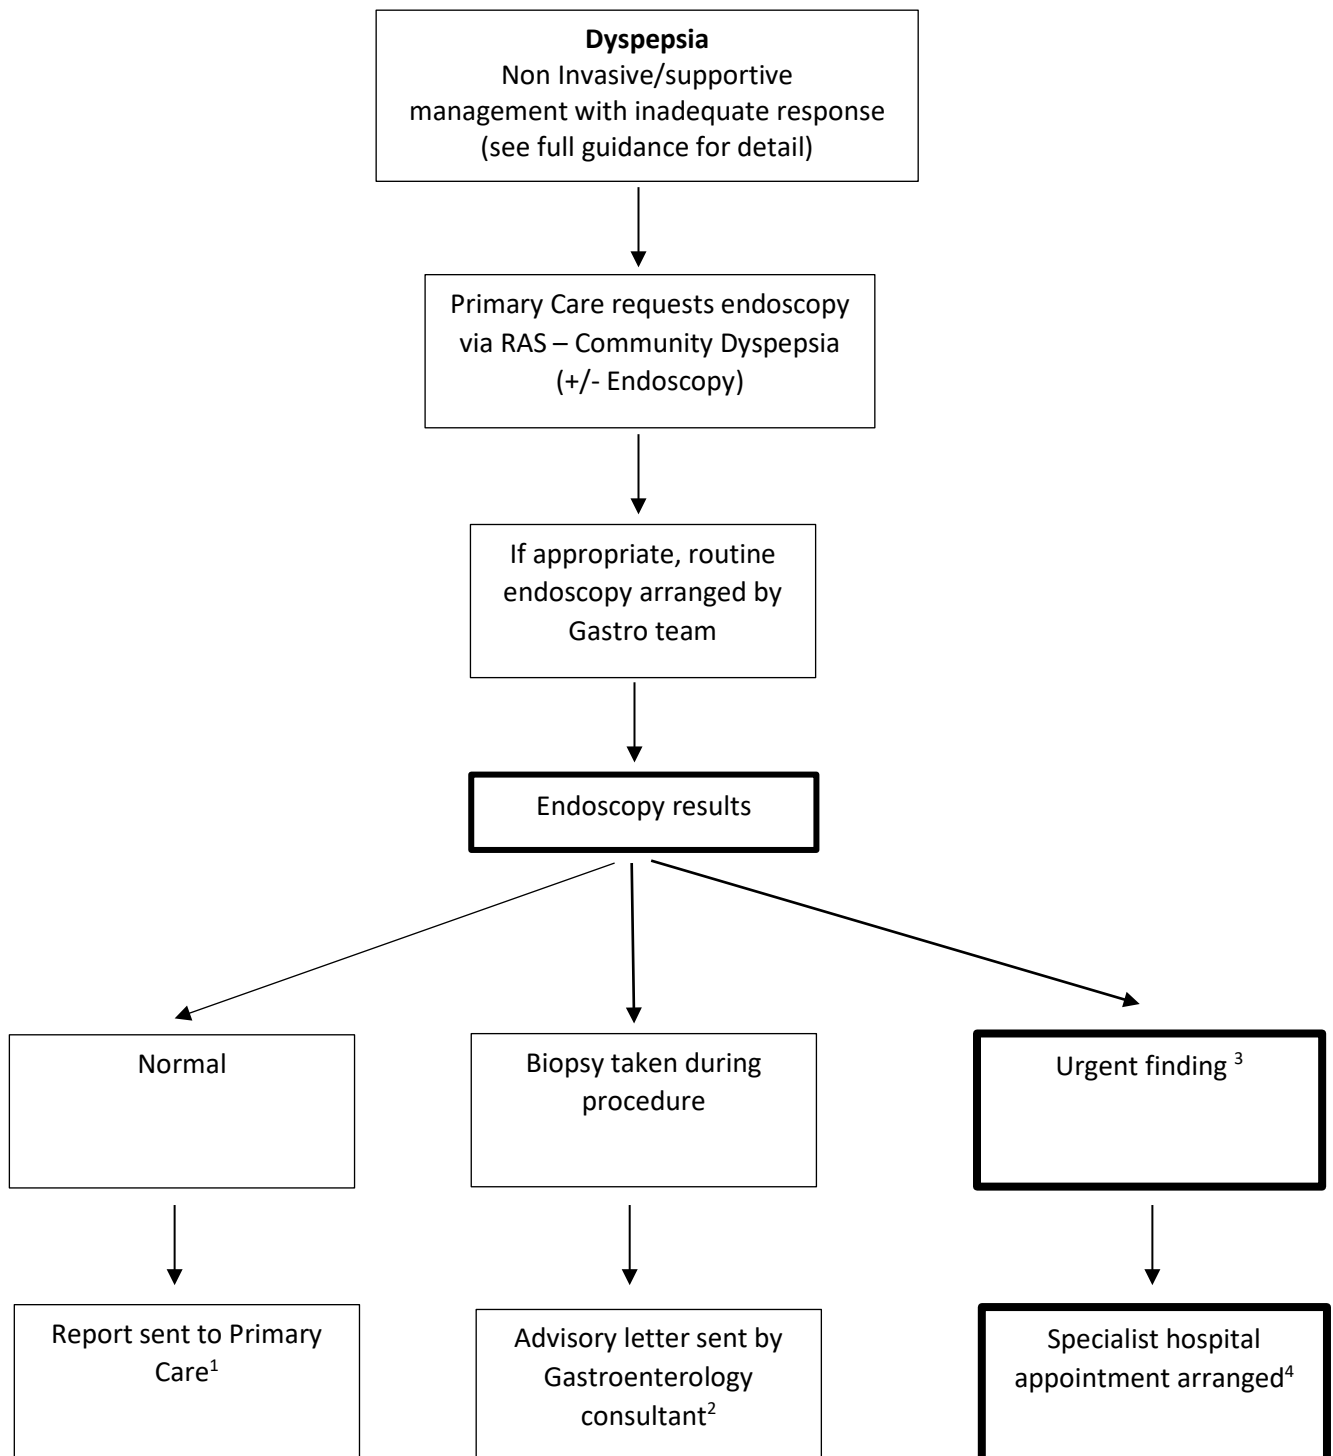 Dyspepsia
Non Invasive/supportive
management with inadequate response
(see full guidance for detail)
Primary Care requests endoscopy
via RAS – Community Dyspepsia
(+/- Endoscopy)
If appropriate, routine
endoscopy arranged by
Gastro team
Endoscopy results
Normal
Biopsy taken during
procedure
Urgent finding ³
Report sent to Primary
Care¹
Advisory letter sent by
Gastroenterology
consultant²
Specialist hospital
appointment arranged⁴